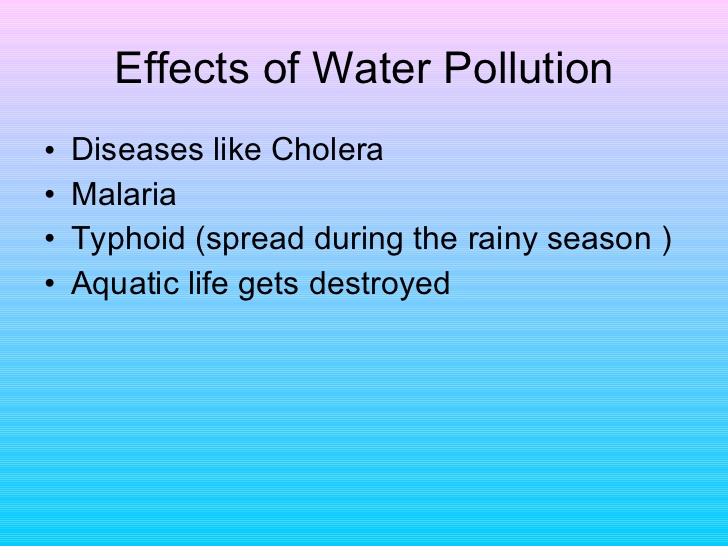 Effects of Water Pollution
• Diseases like Cholera
• Malaria
• Typhoid (spread during the rainy season )
• Aquatic life gets destroyed